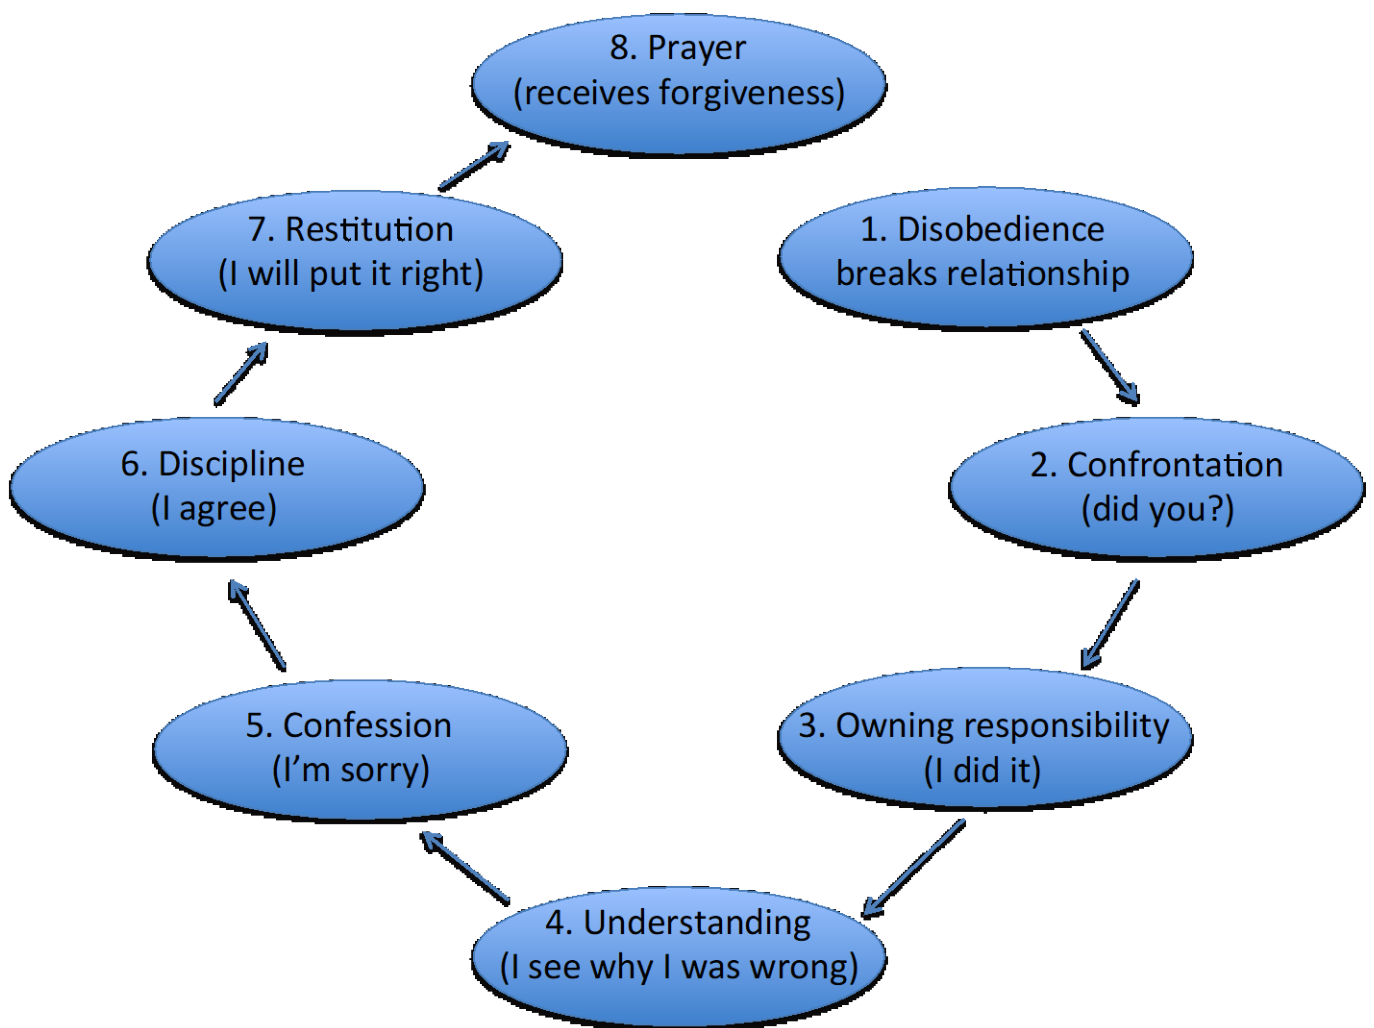 8. Prayer
(receives forgiveness)
1. Disobedience
breaks relationship
2. Confrontation
(did you?)
3. Owning responsibility
(I did it)
4. Understanding
(I see why I was wrong)
5. Confession
(I’m sorry)
6. Discipline
(I agree)
7. Restitution
(I will put it right)